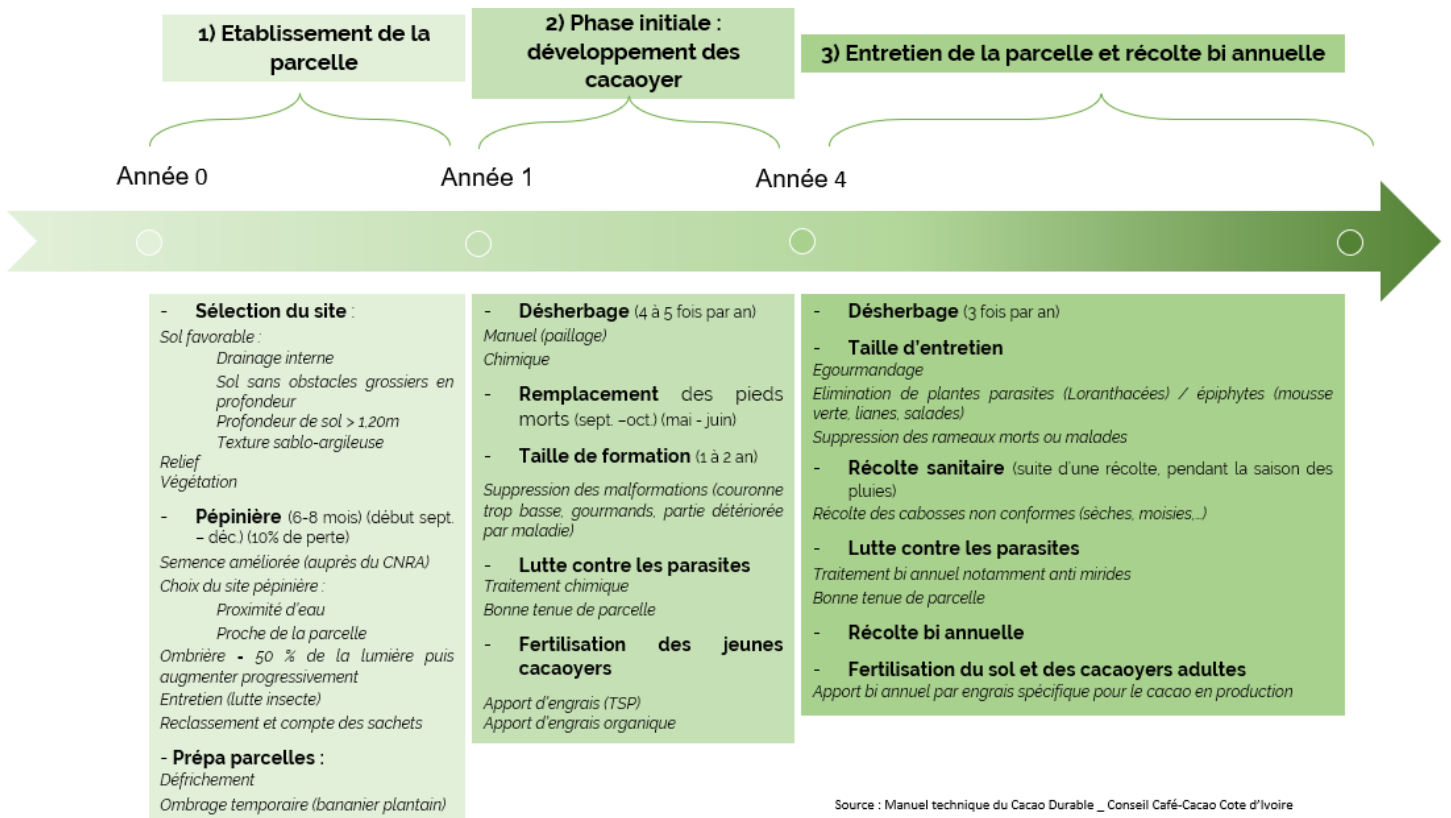 1) Etablissement de la
parcelle
2) Phase initiale :
développement des
cacaoyer
3) Entretien de la parcelle et récolte bi annuelle
Année 0
Année 1
Année 4
- Sélection du site :
Sol favorable :
Drainage interne
Sol sans obstacles grossiers en
profondeur
Profondeur de sol > 1,20m
Texture sablo-argileuse
Relief
Végétation
- Pépinière (6-8 mois) (début sept.
– déc.) (10% de perte)
Semence améliorée (auprès du CNRA)
Choix du site pépinière :
Proximité d'eau
Proche de la parcelle
Ombrière - 50 % de la lumière puis
augmenter progressivement
Entretien (lutte insecte)
Reclassement et compte des sachets
- Prépa parcelles :
Défrichement
Ombrage temporaire (bananier plantain)
- Désherbage (4 à 5 fois par an)
Manuel (paillage)
Chimique
- Remplacement des pieds
morts (sept. –oct.) (mai - juin)
- Taille de formation (1 à 2 an)
Suppression des malformations (couronne
trop basse, gourmands, partie détériorée
par maladie)
- Lutte contre les parasites
Traitement chimique
Bonne tenue de parcelle
- Fertilisation des jeunes
cacaoyers
Apport d'engrais (TSP)
Apport d'engrais organique
- Désherbage (3 fois par an)
- Taille d'entretien
Egourmandage
Elimination de plantes parasites (Loranthacées) / épiphytes (mousse
verte, lianes, salades)
Suppression des rameaux morts ou malades
- Récolte sanitaire (suite d'une récolte, pendant la saison des
pluies)
Récolte des cabosses non conformes (sèches, moisies,...)
- Lutte contre les parasites
Traitement bi annuel notamment anti mirides
Bonne tenue de parcelle
- Récolte bi annuelle
- Fertilisation du sol et des cacaoyers adultes
Apport bi annuel par engrais spécifique pour le cacao en production
Source : Manuel technique du Cacao Durable _ Conseil Café-Cacao Cote d'Ivoire